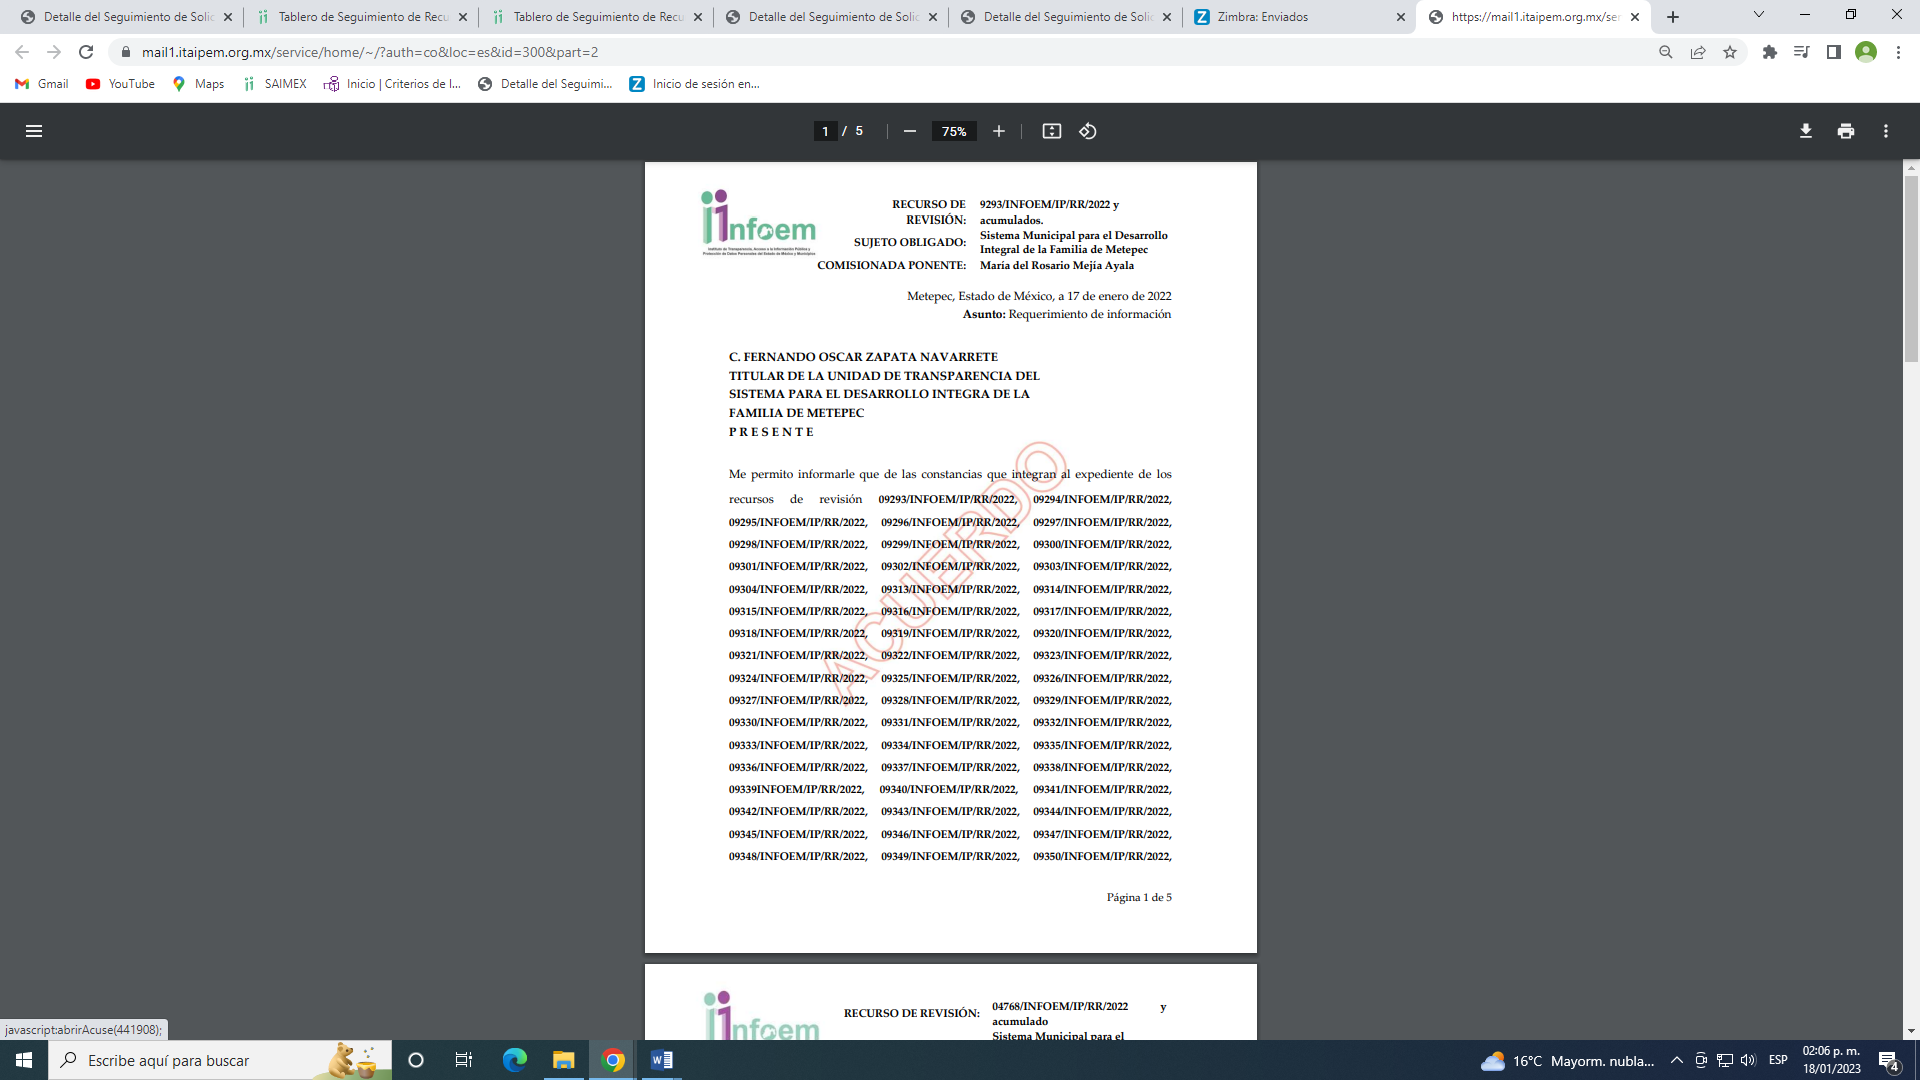 Detalle del Seguimiento de Solic
Tablero de Seguimiento de Recu
Tablero de Seguimiento de Recu
Detalle del Seguimiento de Solic
Detalle del Seguimiento de Solic
Zimbra: Enviados
https://mail1.itaipem.org.mx/ser
mail1.itaipem.org.mx/service/home/~/?auth=co&loc=es&id=300&part=2
Gmail
YouTube
Maps
SAIMEX
Inicio | Criterios de I...
Detalle del Seguimi...
Inicio de sesión en...
1 / 5
75%
infoem
Instituto de Transparencia, Acceso a la Información Pública y
Protección de Datos Personales del Estado de México y Municipios
RECURSO DE REVISIÓN: 9293/INFOEM/IP/RR/2022 y acumulados.
SUJETO OBLIGADO: Sistema Municipal para el Desarrollo Integral de la Familia de Metepec
COMISIONADA PONENTE: María del Rosario Mejía Ayala
Metepec, Estado de México, a 17 de enero de 2022
Asunto: Requerimiento de información
C. FERNANDO OSCAR ZAPATA NAVARRETE
TITULAR DE LA UNIDAD DE TRANSPARENCIA DEL
SISTEMA PARA EL DESARROLLO INTEGRA DE LA
FAMILIA DE METEPEC
P R E S E N T E
Me permito informarle que de las constancias que integran al expediente de los
recursos de revisión 09293/INFOEM/IP/RR/2022, 09294/INFOEM/IP/RR/2022,
09295/INFOEM/IP/RR/2022, 09296/INFOEM/IP/RR/2022, 09297/INFOEM/IP/RR/2022,
09298/INFOEM/IP/RR/2022, 09299/INFOEM/IP/RR/2022, 09300/INFOEM/IP/RR/2022,
09301/INFOEM/IP/RR/2022, 09302/INFOEM/IP/RR/2022, 09303/INFOEM/IP/RR/2022,
09304/INFOEM/IP/RR/2022, 09313/INFOEM/IP/RR/2022, 09314/INFOEM/IP/RR/2022,
09315/INFOEM/IP/RR/2022, 09316/INFOEM/IP/RR/2022, 09317/INFOEM/IP/RR/2022,
09318/INFOEM/IP/RR/2022, 09319/INFOEM/IP/RR/2022, 09320/INFOEM/IP/RR/2022,
09321/INFOEM/IP/RR/2022, 09322/INFOEM/IP/RR/2022, 09323/INFOEM/IP/RR/2022,
09324/INFOEM/IP/RR/2022, 09325/INFOEM/IP/RR/2022, 09326/INFOEM/IP/RR/2022,
09327/INFOEM/IP/RR/2022, 09328/INFOEM/IP/RR/2022, 09329/INFOEM/IP/RR/2022,
09330/INFOEM/IP/RR/2022, 09331/INFOEM/IP/RR/2022, 09332/INFOEM/IP/RR/2022,
09333/INFOEM/IP/RR/2022, 09334/INFOEM/IP/RR/2022, 09335/INFOEM/IP/RR/2022,
09336/INFOEM/IP/RR/2022, 09337/INFOEM/IP/RR/2022, 09338/INFOEM/IP/RR/2022,
09339INFOEM/IP/RR/2022, 09340/INFOEM/IP/RR/2022, 09341/INFOEM/IP/RR/2022,
09342/INFOEM/IP/RR/2022, 09343/INFOEM/IP/RR/2022, 09344/INFOEM/IP/RR/2022,
09345/INFOEM/IP/RR/2022, 09346/INFOEM/IP/RR/2022, 09347/INFOEM/IP/RR/2022,
09348/INFOEM/IP/RR/2022, 09349/INFOEM/IP/RR/2022, 09350/INFOEM/IP/RR/2022,
ACUERDO
Página 1 de 5
infoem
RECURSO DE REVISIÓN: 04768/INFOEM/IP/RR/2022 y
acumulado
Sistema Municipal para el
javascript:abrirAcuse(441908);
Escribe aquí para buscar
16°C Mayorm. nubla...
ESP
02:06 p. m.
18/01/2023
4